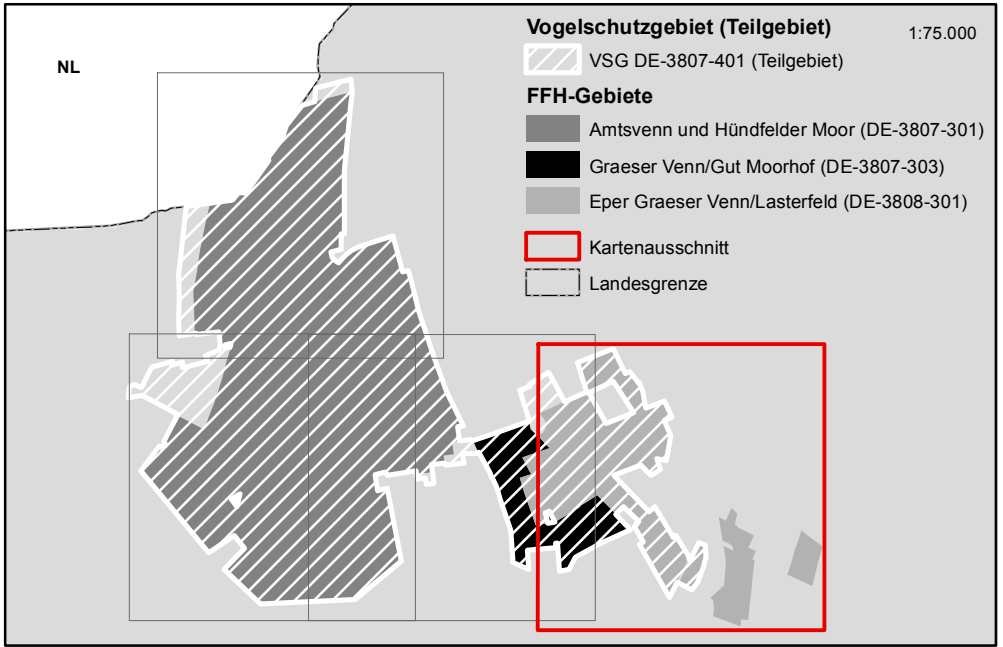 NL
Vogelschutzgebiet (Teilgebiet) 1:75.000
VSG DE-3807-401 (Teilgebiet)
FFH-Gebiete
Amtsvenn und Hündfelder Moor (DE-3807-301)
Graeser Venn/Gut Moorhof (DE-3807-303)
Eper Graeser Venn/Lasterfeld (DE-3808-301)
Kartenausschnitt
Landesgrenze